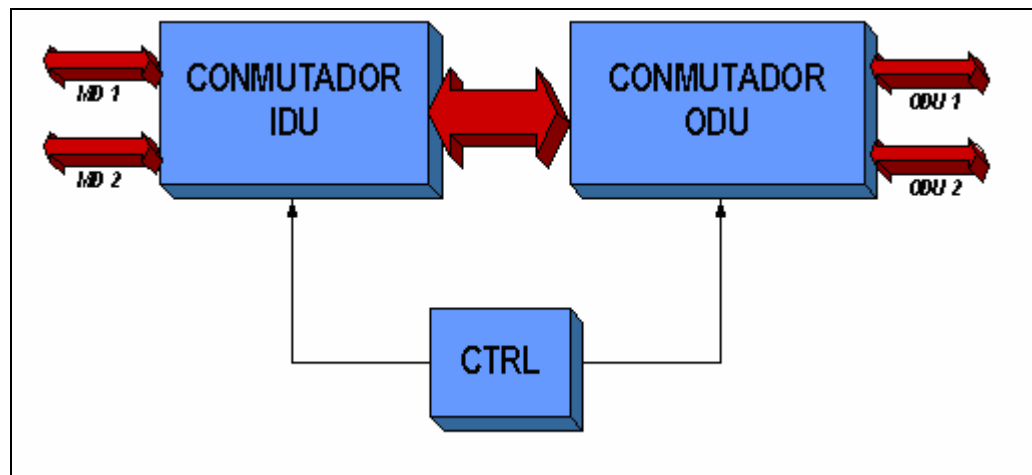 CONMUTADOR
IDU
CONMUTADOR
ODU
MD 1
MD 2
ODU 1
ODU 2
CTRL